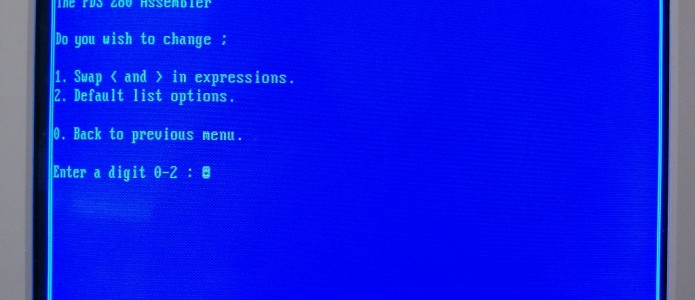 The PDS Z80 Assembler
Do you wish to change ;
1. Swap < and > in expressions.
2. Default list options.
0. Back to previous menu.
Enter a digit 0-2 :